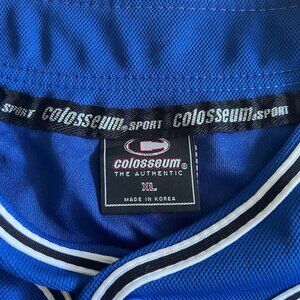 SPORT colosseum®SPORT colosseum®SPORT
colosseum®
THE AUTHENTIC
XL
MADE IN KOREA